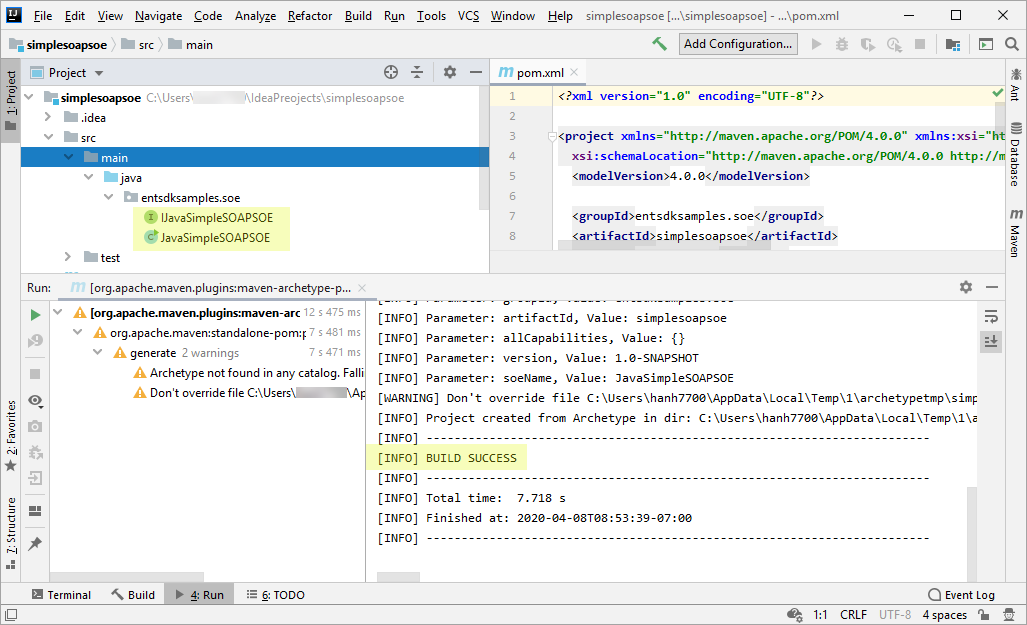 File Edit View Navigate Code Analyze Refactor Build Run Tools VCS Window Help simplesoapsoe [...\simplesoapsoe] - ...\pom.xml
simplesoapsoe src main Add Configuration...
1: Project
Project
pom.xml
simplesoapsoe C:\Users\ \IdeaPreojects\simplesoapsoe
.idea
src
main
java
entsdksamples.soe
IJavaSimpleSOAPSOE
JavaSimpleSOAPSOE
test
1 <?xml version="1.0" encoding="UTF-8"?>
2
3 <project xmlns="http://maven.apache.org/POM/4.0.0" xmlns:xsi="ht
4 xsi:schemaLocation="http://maven.apache.org/POM/4.0.0 http://m
5 <modelVersion>4.0.0</modelVersion>
6
7 <groupId>entsdksamples.soe</groupId>
8 <artifactId>simplesoapsoe</artifactId>
Ant
Database
Maven
Run: [org.apache.maven.plugins:maven-archetype-p...
[org.apache.maven.plugins:maven-arc 12 s 475 ms
org.apache.maven:standalone-pom:p 7 s 481 ms
generate 2 warnings 7 s 471 ms
Archetype not found in any catalog. Falli
Don't override file C:\Users\ \Ap
[INFO] Parameter: groupId, Value: entsdksamples.soe
[INFO] Parameter: artifactId, Value: simplesoapsoe
[INFO] Parameter: allCapabilities, Value: {}
[INFO] Parameter: version, Value: 1.0-SNAPSHOT
[INFO] Parameter: soeName, Value: JavaSimpleSOAPSOE
[WARNING] Don't override file C:\Users\hanh7700\AppData\Local\Temp\1\archetypetmp\simp
[INFO] Project created from Archetype in dir: C:\Users\hanh7700\AppData\Local\Temp\1\a
[INFO] ------------------------------------------------------------------------
[INFO] BUILD SUCCESS
[INFO] ------------------------------------------------------------------------
[INFO] Total time:  7.718 s
[INFO] Finished at: 2020-04-08T08:53:39-07:00
[INFO] ------------------------------------------------------------------------
2: Favorites
7: Structure
Terminal Build 4: Run 6: TODO Event Log
1:1 CRLF UTF-8 4 spaces